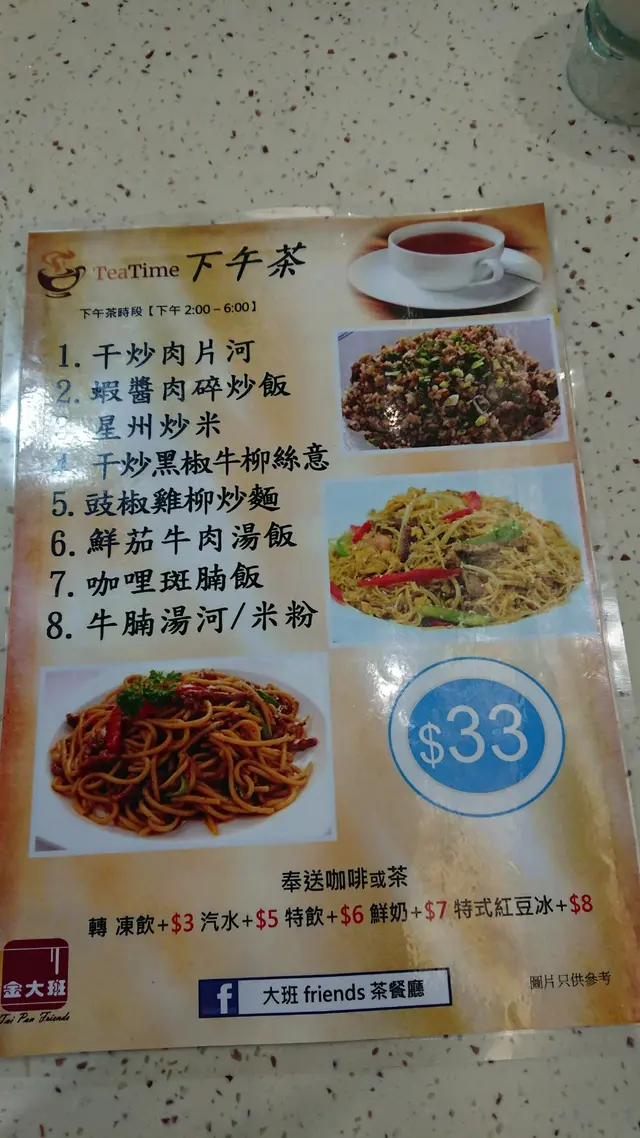 TeaTime 下午茶
下午茶時段【下午 2:00－6:00】
1. 干炒肉片河
2. 蝦醬肉碎炒飯
3. 星州炒米
4. 干炒黑椒牛柳絲意
5. 豉椒雞柳炒麵
6. 鮮茄牛肉湯飯
7. 咖哩斑腩飯
8. 牛腩湯河/米粉
$33
奉送咖啡或茶
轉 凍飲+$3 汽水+$5 特飲+$6 鮮奶+$7 特式紅豆冰+$8
金大班
Tai Pan Friends
f 大班 friends 茶餐廳
圖片只供參考